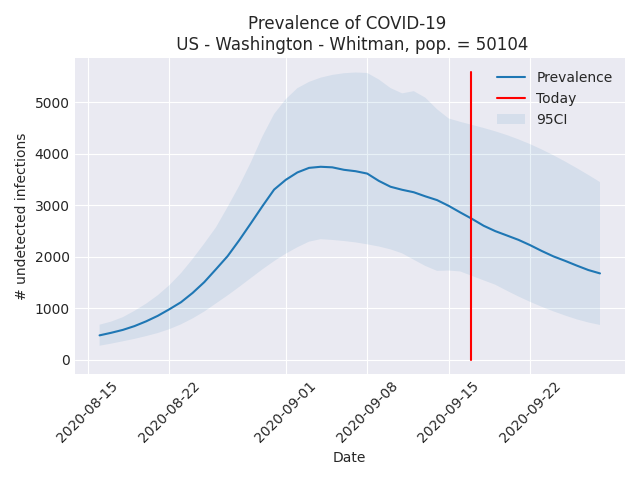 Prevalence of COVID-19
US - Washington - Whitman, pop. = 50104
Prevalence
Today
95CI
# undetected infections
5000
4000
3000
2000
1000
0
2020-08-15
2020-08-22
2020-09-01
2020-09-08
2020-09-15
2020-09-22
Date